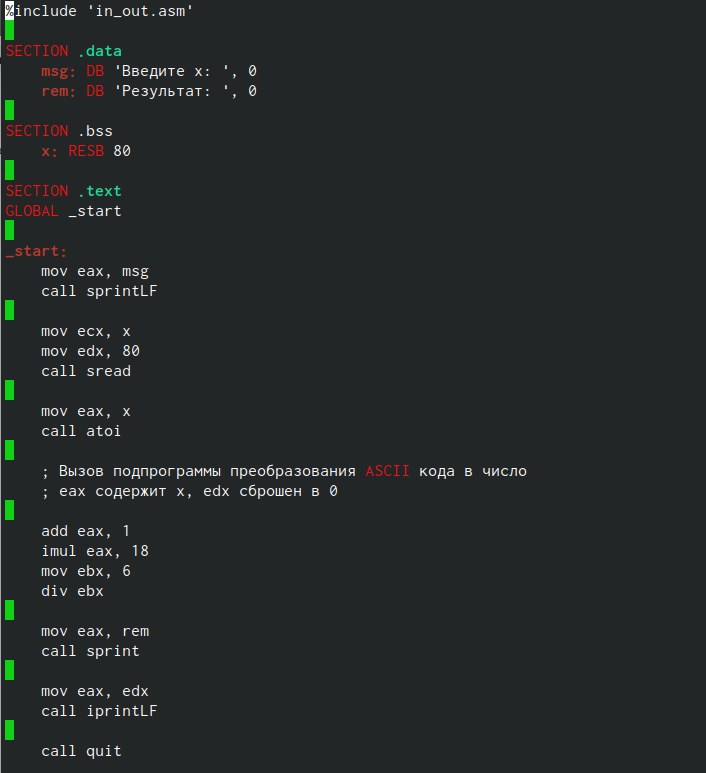 %include 'in_out.asm'
SECTION .data
msg: DB 'Введите x: ', 0
rem: DB 'Результат: ', 0
SECTION .bss
x: RESB 80
SECTION .text
GLOBAL _start
_start:
mov eax, msg
call sprintLF
mov ecx, x
mov edx, 80
call sread
mov eax, x
call atoi
; Вызов подпрограммы преобразования ASCII кода в число
; eax содержит x, edx сброшен в 0
add eax, 1
imul eax, 18
mov ebx, 6
div ebx
mov eax, rem
call sprint
mov eax, edx
call iprintLF
call quit